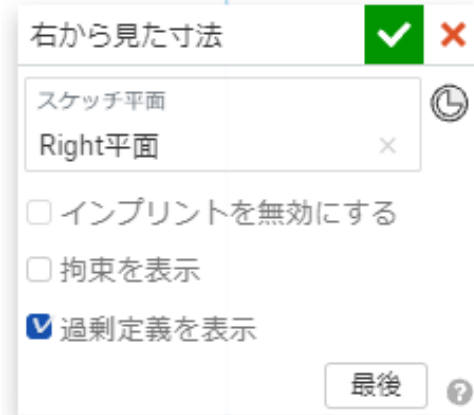 右から見た寸法
スケッチ平面
Right平面
インプリントを無効にする
拘束を表示
過剰定義を表示
最後